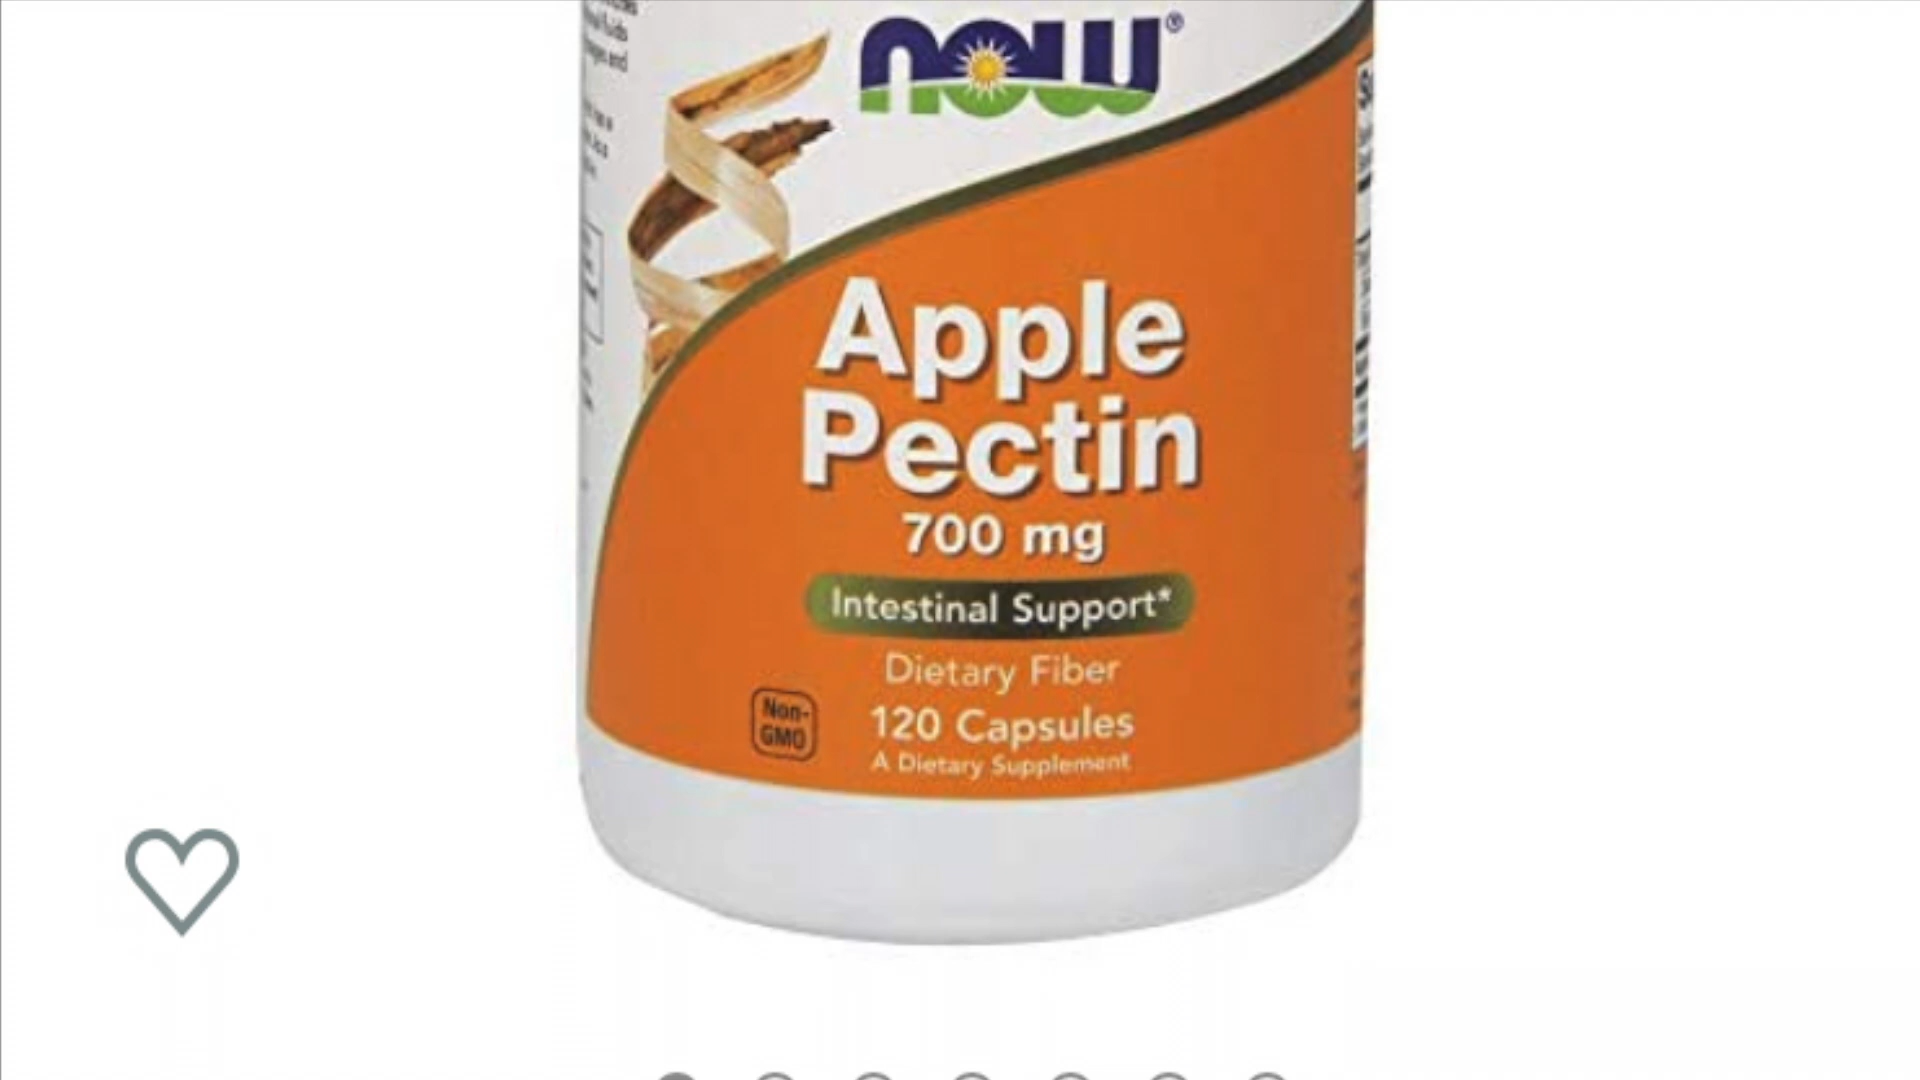 now®
Apple
Pectin
700 mg
Intestinal Support*
Dietary Fiber
Non-
GMO
120 Capsules
A Dietary Supplement